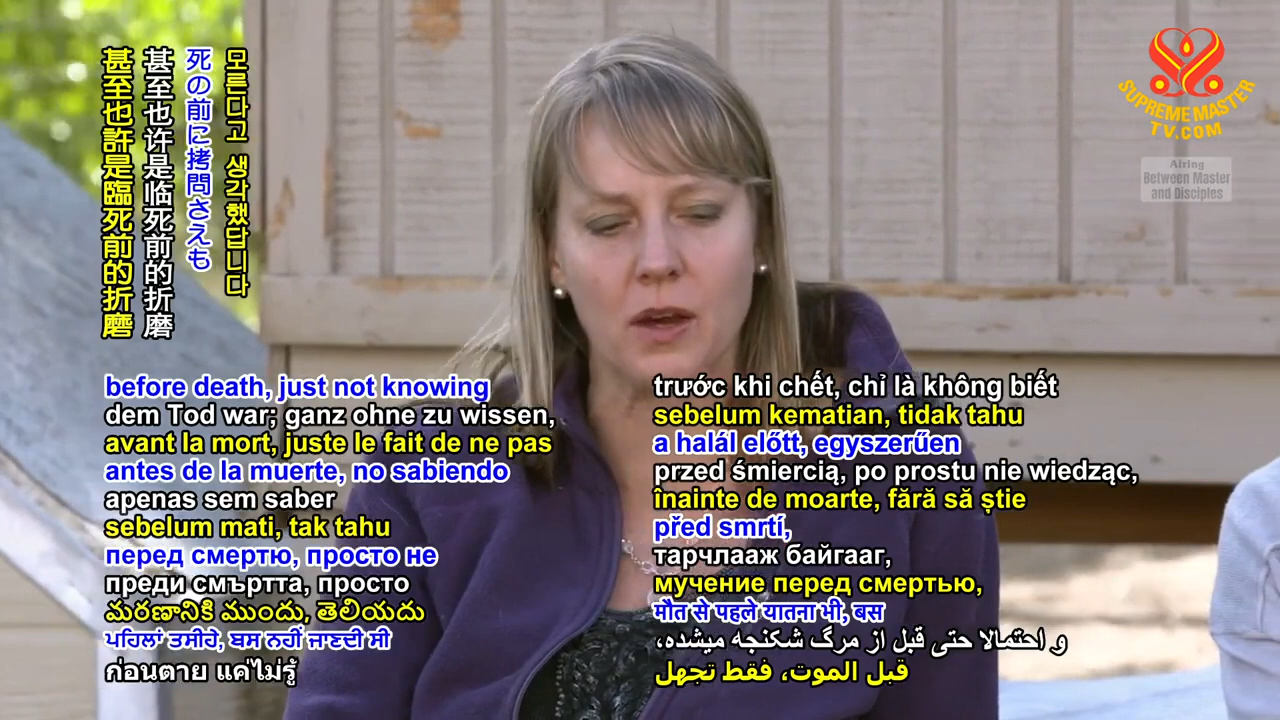 모른다고 생각했답니다
死の前に拷問さえも
甚至也许是临死前的折磨
甚至也許是臨死前的折磨
SUPREME MASTER
TV.COM
Airing
Between Master
and Disciples
before death, just not knowing
dem Tod war; ganz ohne zu wissen,
avant la mort, juste le fait de ne pas
antes de la muerte, no sabiendo
apenas sem saber
sebelum mati, tak tahu
перед смертю, просто не
преди смъртта, просто
మరణానికి ముందు, తెలియదు
ਪਹਿਲਾਂ ਤਸੀਹੇ, ਬਸ ਨਹੀਂ ਜਾਣਦੀ ਸੀ
ก่อนตาย แค่ไม่รู้
trước khi chết, chỉ là không biết
sebelum kematian, tidak tahu
a halál előtt, egyszerűen
przed śmiercią, po prostu nie wiedząc,
înainte de moarte, fără să știe
před smrtí,
тарчлааж байгааг,
мучение перед смертью,
मौत से पहले यातना भी, बस
و احتمالا حتی قبل از مرگ شکنجه میشده،
قبل الموت، فقط تجهل